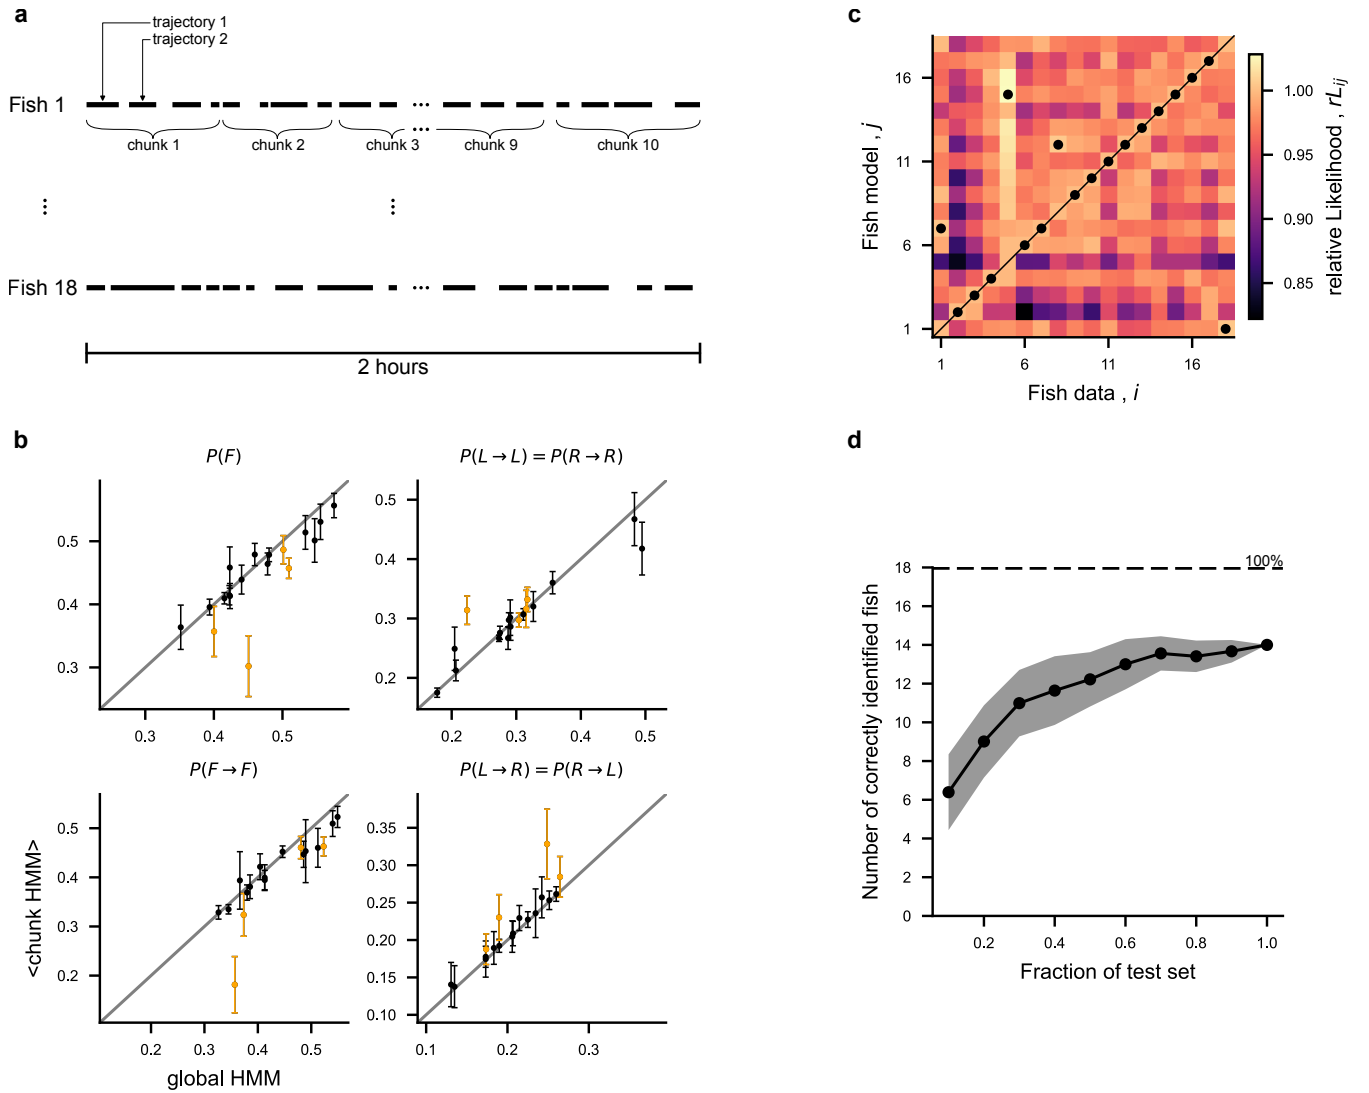 a
trajectory 1
trajectory 2
Fish 1
chunk 1
chunk 2
chunk 3
chunk 9
chunk 10
Fish 18
2 hours
b
P(F)
0.5
0.4
0.3
0.3
0.4
0.5
P(L → L) = P(R → R)
0.5
0.4
0.3
0.2
0.2
0.3
0.4
0.5
P(F → F)
0.5
0.4
0.3
0.2
0.2
0.3
0.4
0.5
<chunk HMM>
global HMM
P(L → R) = P(R → L)
0.35
0.30
0.25
0.20
0.15
0.10
0.1
0.2
0.3
c
16
11
6
1
1
6
11
16
Fish model , j
Fish data , i
1.00
0.95
0.90
0.85
relative Likelihood , rLij
d
100%
18
16
14
12
10
8
6
4
2
0
0.2
0.4
0.6
0.8
1.0
Number of correctly identified fish
Fraction of test set